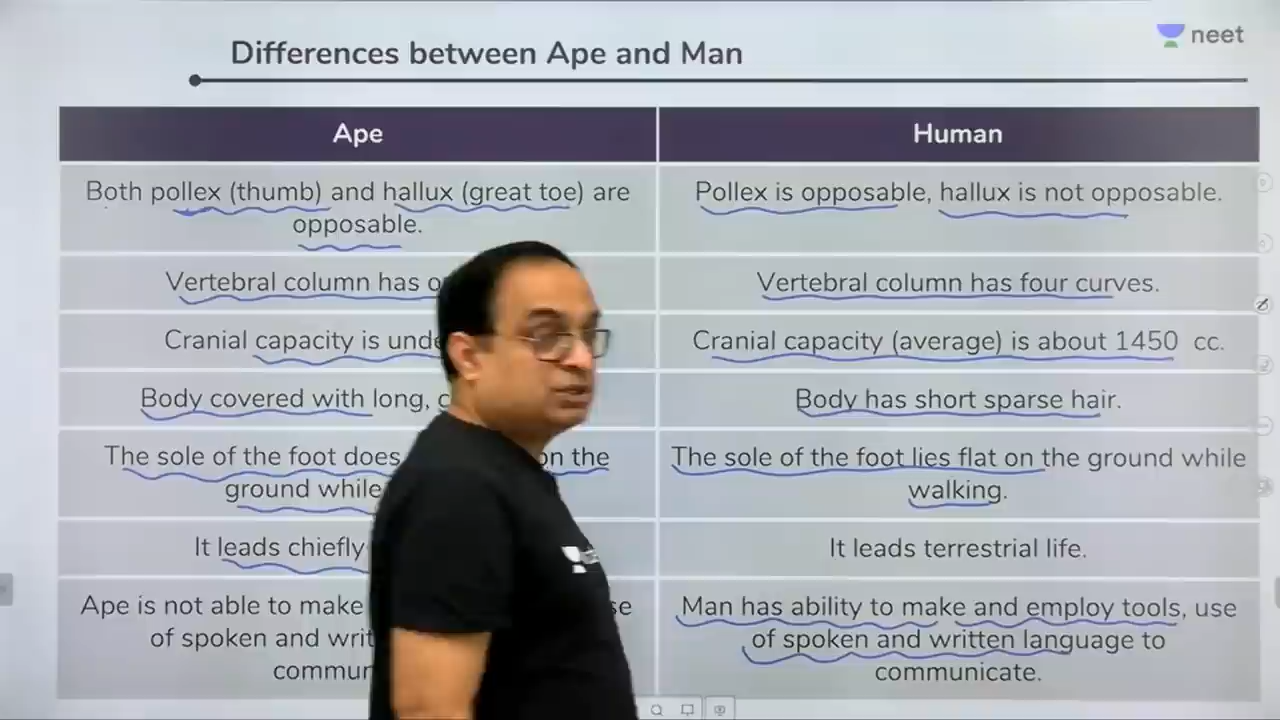 neet
Differences between Ape and Man
Ape
Human
Both pollex (thumb) and hallux (great toe) are
opposable.
Pollex is opposable, hallux is not opposable.
Vertebral column has
Vertebral column has four curves.
Cranial capacity is
Cranial capacity (average) is about 1450 cc.
Body covered with long,
Body has short sparse hair.
The sole of the foot does on the
ground while
The sole of the foot lies flat on the ground while
walking.
It leads chiefly
It leads terrestrial life.
Ape is not able to make
of spoken and
Man has ability to make and employ tools, use
of spoken and written language to
communicate.